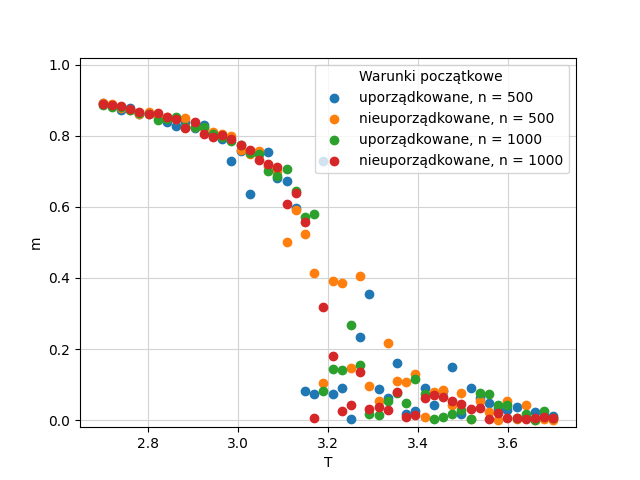 1.0
0.8
0.6
0.4
0.2
0.0
m
2.8 3.0 3.2 3.4 3.6
T
Warunki początkowe
uporządkowane, n = 500
nieuporządkowane, n = 500
uporządkowane, n = 1000
nieuporządkowane, n = 1000